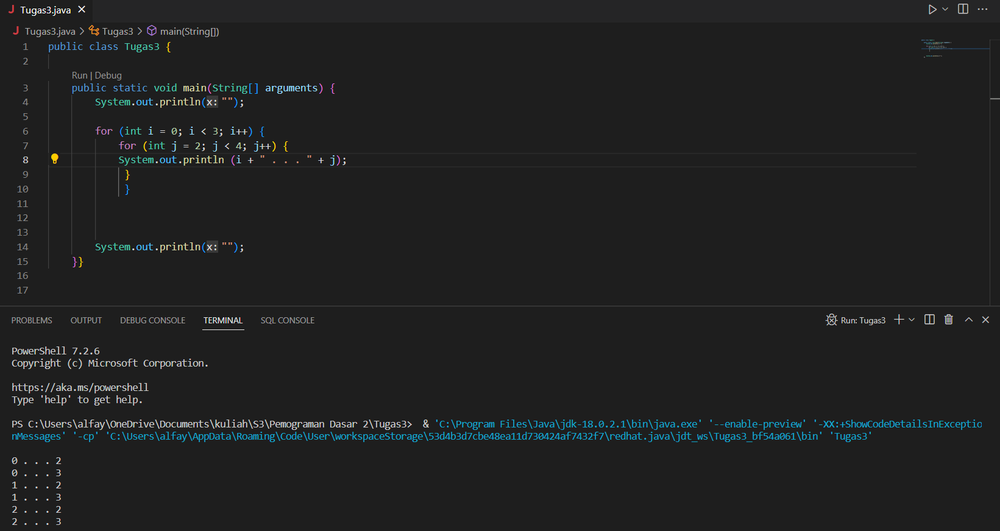 J Tugas3.java ×
J Tugas3.java > Tugas3 > main(String[])
1 public class Tugas3 {
2
Run | Debug
3 public static void main(String[] arguments) {
4 System.out.println(x: "");
5
6 for (int i = 0; i < 3; i++) {
7 for (int j = 2; j < 4; j++) {
8 System.out.println (i + " . . . " + j);
9 }
10 }
11
12
13
14 System.out.println(x: "");
15 }}
16
17
PROBLEMS OUTPUT DEBUG CONSOLE TERMINAL SQL CONSOLE Run: Tugas3
PowerShell 7.2.6
Copyright (c) Microsoft Corporation.
https://aka.ms/powershell
Type 'help' to get help.
PS C:\Users\alfay\OneDrive\Documents\kuliah\S3\Pemograman Dasar 2\Tugas3>  & 'C:\Program Files\Java\jdk-18.0.2.1\bin\java.exe' '--enable-preview' '-XX:+ShowCodeDetailsInExceptio
nMessages' '-cp' 'C:\Users\alfay\AppData\Roaming\Code\User\workspaceStorage\53d4b3d7cbe48ea11d730424af7432f7\redhat.java\jdt_ws\Tugas3_bf54a061\bin' 'Tugas3'
0 . . . 2
0 . . . 3
1 . . . 2
1 . . . 3
2 . . . 2
2 . . . 3